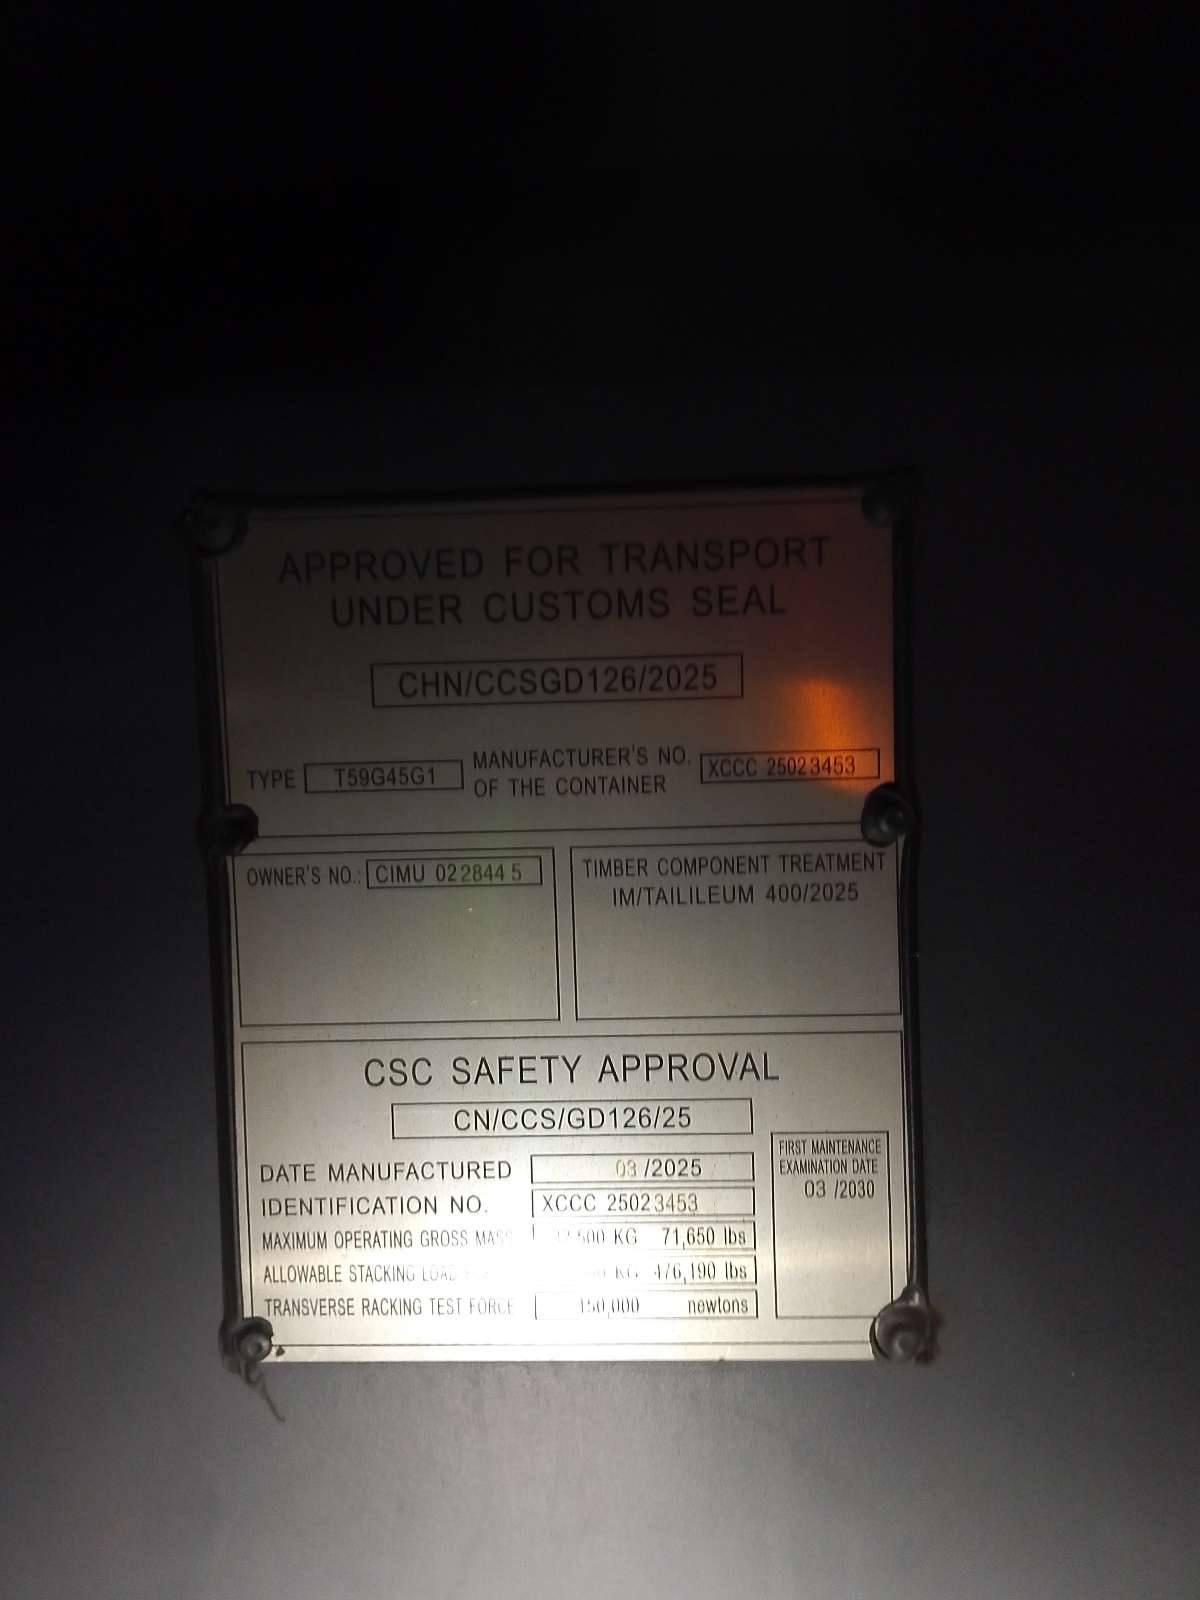 APPROVED FOR TRANSPORT
UNDER CUSTOMS SEAL
CHN/CCSGD126/2025
TYPE T59G45G1 MANUFACTURER'S NO. OF THE CONTAINER XCCC 25023453
OWNER'S NO.: CIMU 022844 5
TIMBER COMPONENT TREATMENT
IM/TAILILEUM 400/2025
CSC SAFETY APPROVAL
CN/CCS/GD126/25
DATE MANUFACTURED 03 /2025
IDENTIFICATION NO. XCCC 25023453
MAXIMUM OPERATING GROSS MASS KG 71,650 lbs
ALLOWABLE STACKING LOAD KG 476,190 lbs
TRANSVERSE RACKING TEST FORCE 150,000 newtons
FIRST MAINTENANCE
EXAMINATION DATE
03 /2030